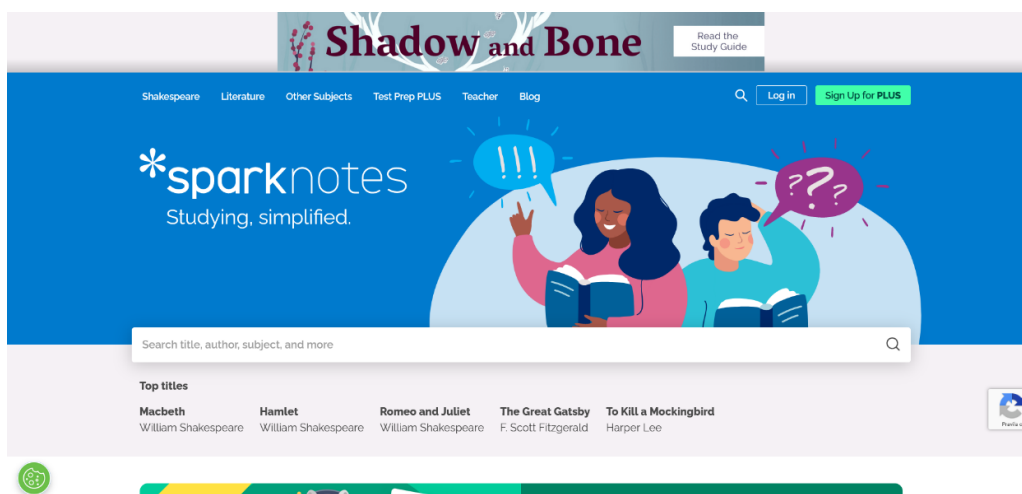 Shadow and Bone
Read the
Study Guide
Shakespeare Literature Other Subjects Test Prep PLUS Teacher Blog
Log in
Sign Up for PLUS
!!!
???
*sparknotes
Studying, simplified.
Search title, author, subject, and more
Top titles
Macbeth Hamlet Romeo and Juliet The Great Gatsby To Kill a Mockingbird
William Shakespeare William Shakespeare William Shakespeare F. Scott Fitzgerald Harper Lee